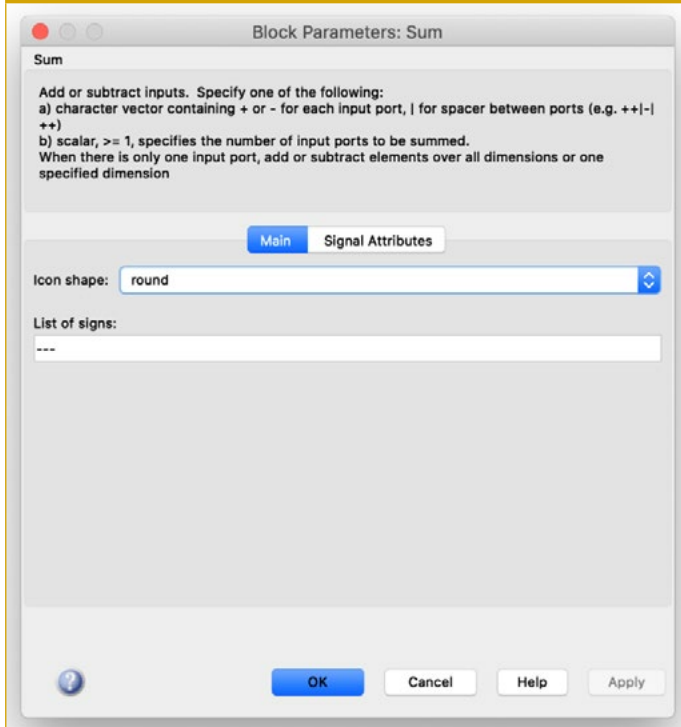 Block Parameters: Sum
Sum
Add or subtract inputs.  Specify one of the following:
a) character vector containing + or - for each input port, | for spacer between ports (e.g. ++|-|
++)
b) scalar, >= 1, specifies the number of input ports to be summed.
When there is only one input port, add or subtract elements over all dimensions or one
specified dimension
Main Signal Attributes
Icon shape: round
List of signs:
---
? OK Cancel Help Apply